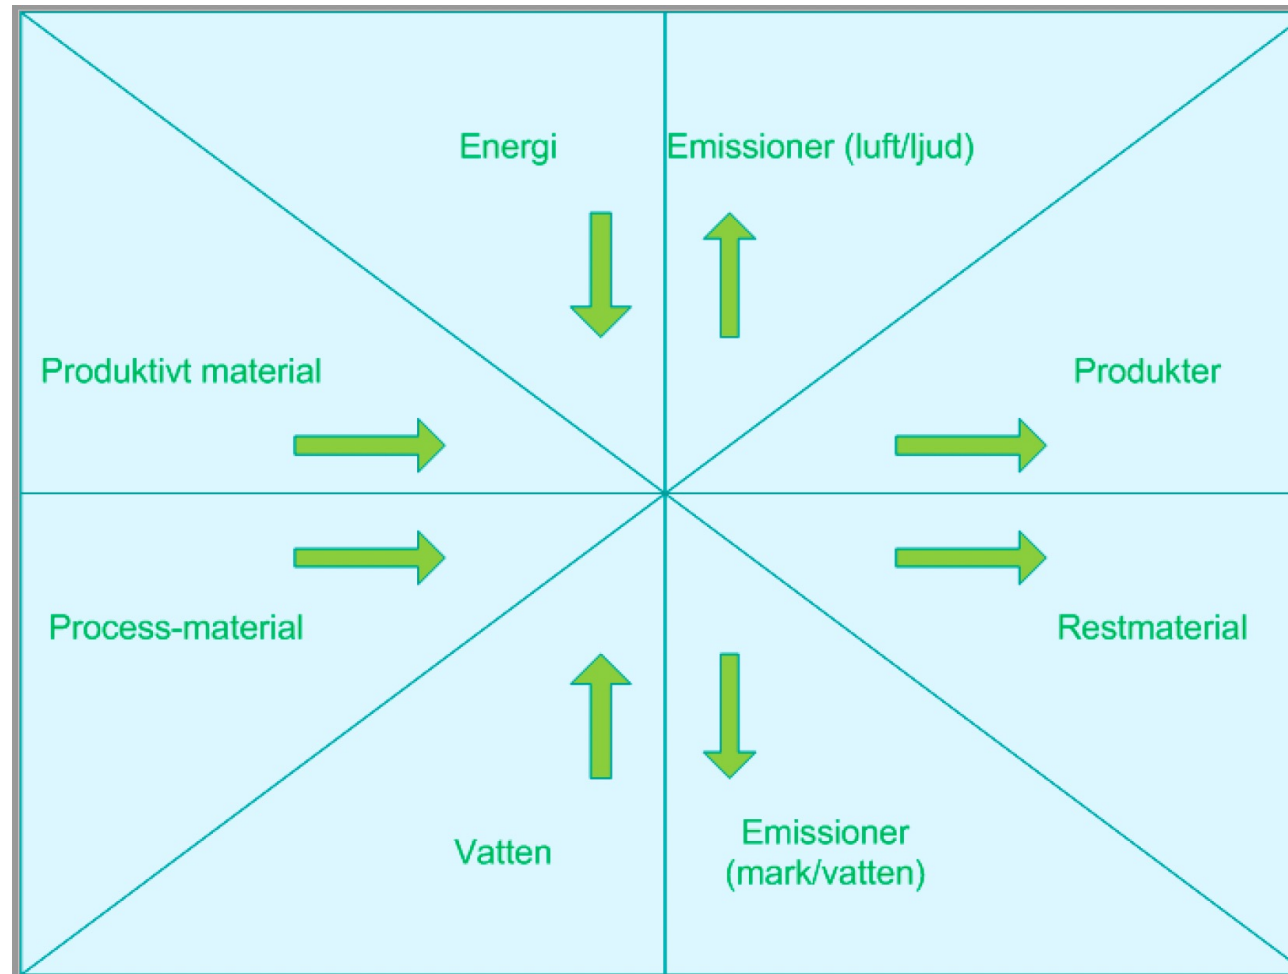 Energi
Emissioner (luft/ljud)
Produktivt material
Produkter
Process-material
Restmaterial
Vatten
Emissioner
(mark/vatten)